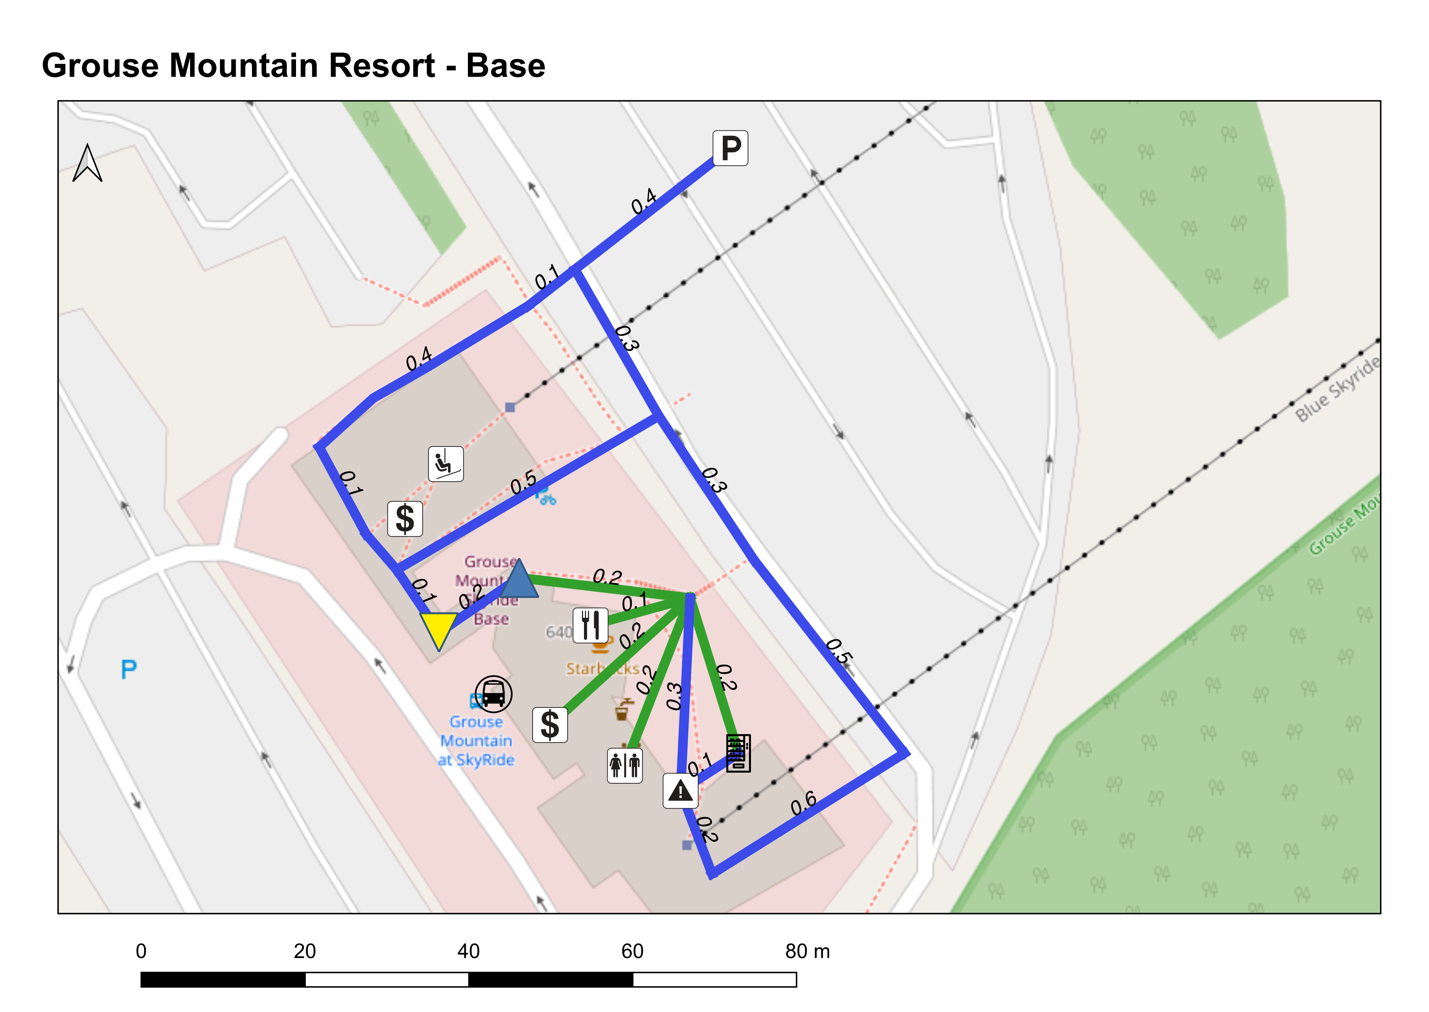 Grouse Mountain Resort - Base
P
0.4
0.1
0.3
0.4
Blue Skyride
0.1
0.5
0.3
$
Grouse Mou
Grouse
Mounta
Skyride
Base
0.2
0.1
0.2
0.1
640
0.2
Starbucks
0.5
P
0.2
0.3
0.2
$
Grouse
Mountain
at SkyRide
0.1
0.6
0.2
0 20 40 60 80 m